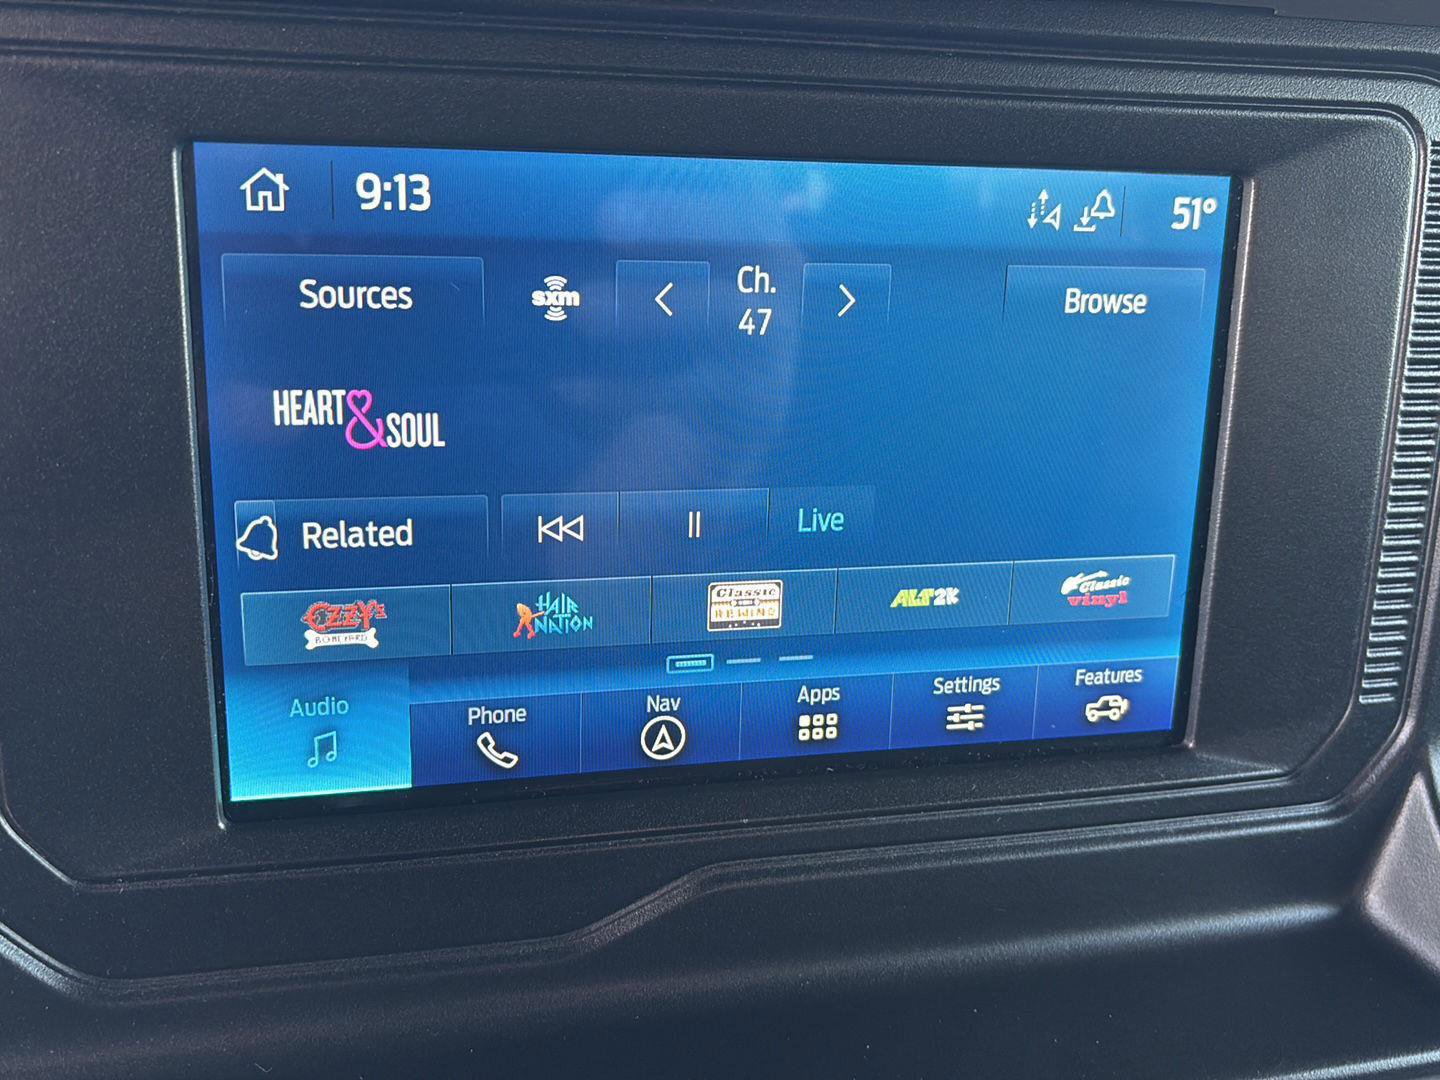 9:13
51°
Sources
sxm
Ch.
47
Browse
HEART & SOUL
Related
Live
OZZY's
BONEYARD
HAIR
NATION
Classic
REWIND
ALT2K
Classic
vinyl
Audio
Phone
Nav
Apps
Settings
Features